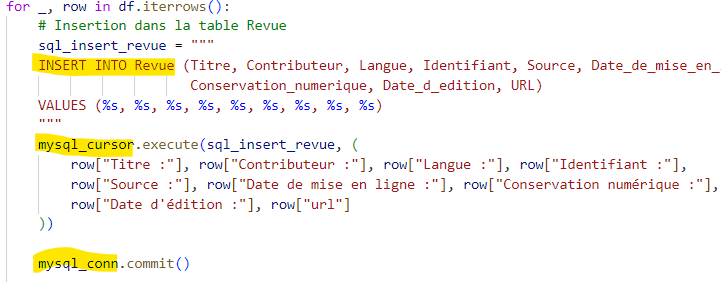 for _, row in df.iterrows():
# Insertion dans la table Revue
sql_insert_revue = """
INSERT INTO Revue (Titre, Contributeur, Langue, Identifiant, Source, Date_de_mise_en_
Conservation_numerique, Date_d_edition, URL)
VALUES (%s, %s, %s, %s, %s, %s, %s, %s, %s)
"""
mysql_cursor.execute(sql_insert_revue, (
row["Titre :"], row["Contributeur :"], row["Langue :"], row["Identifiant :"],
row["Source :"], row["Date de mise en ligne :"], row["Conservation numérique :"],
row["Date d'édition :"], row["url"]
))
mysql_conn.commit()